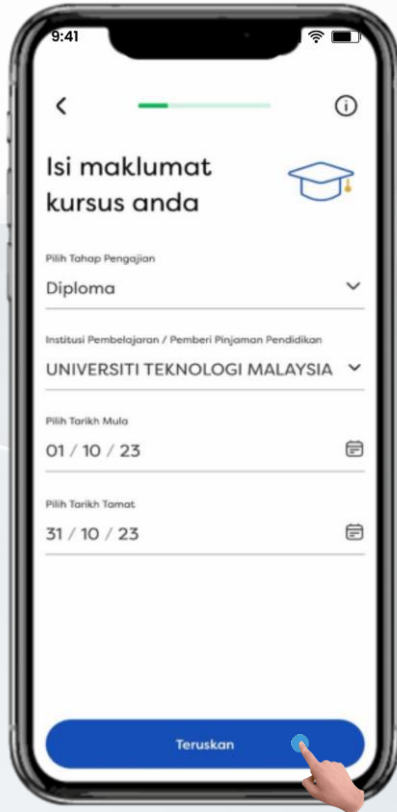 9:41
Isi maklumat
kursus anda
Pilih Tahap Pengajian
Diploma
Institusi Pembelajaran / Pemberi Pinjaman Pendidikan
UNIVERSITI TEKNOLOGI MALAYSIA
Pilih Tarikh Mula
01 / 10 / 23
Pilih Tarikh Tamat
31 / 10 / 23
Teruskan